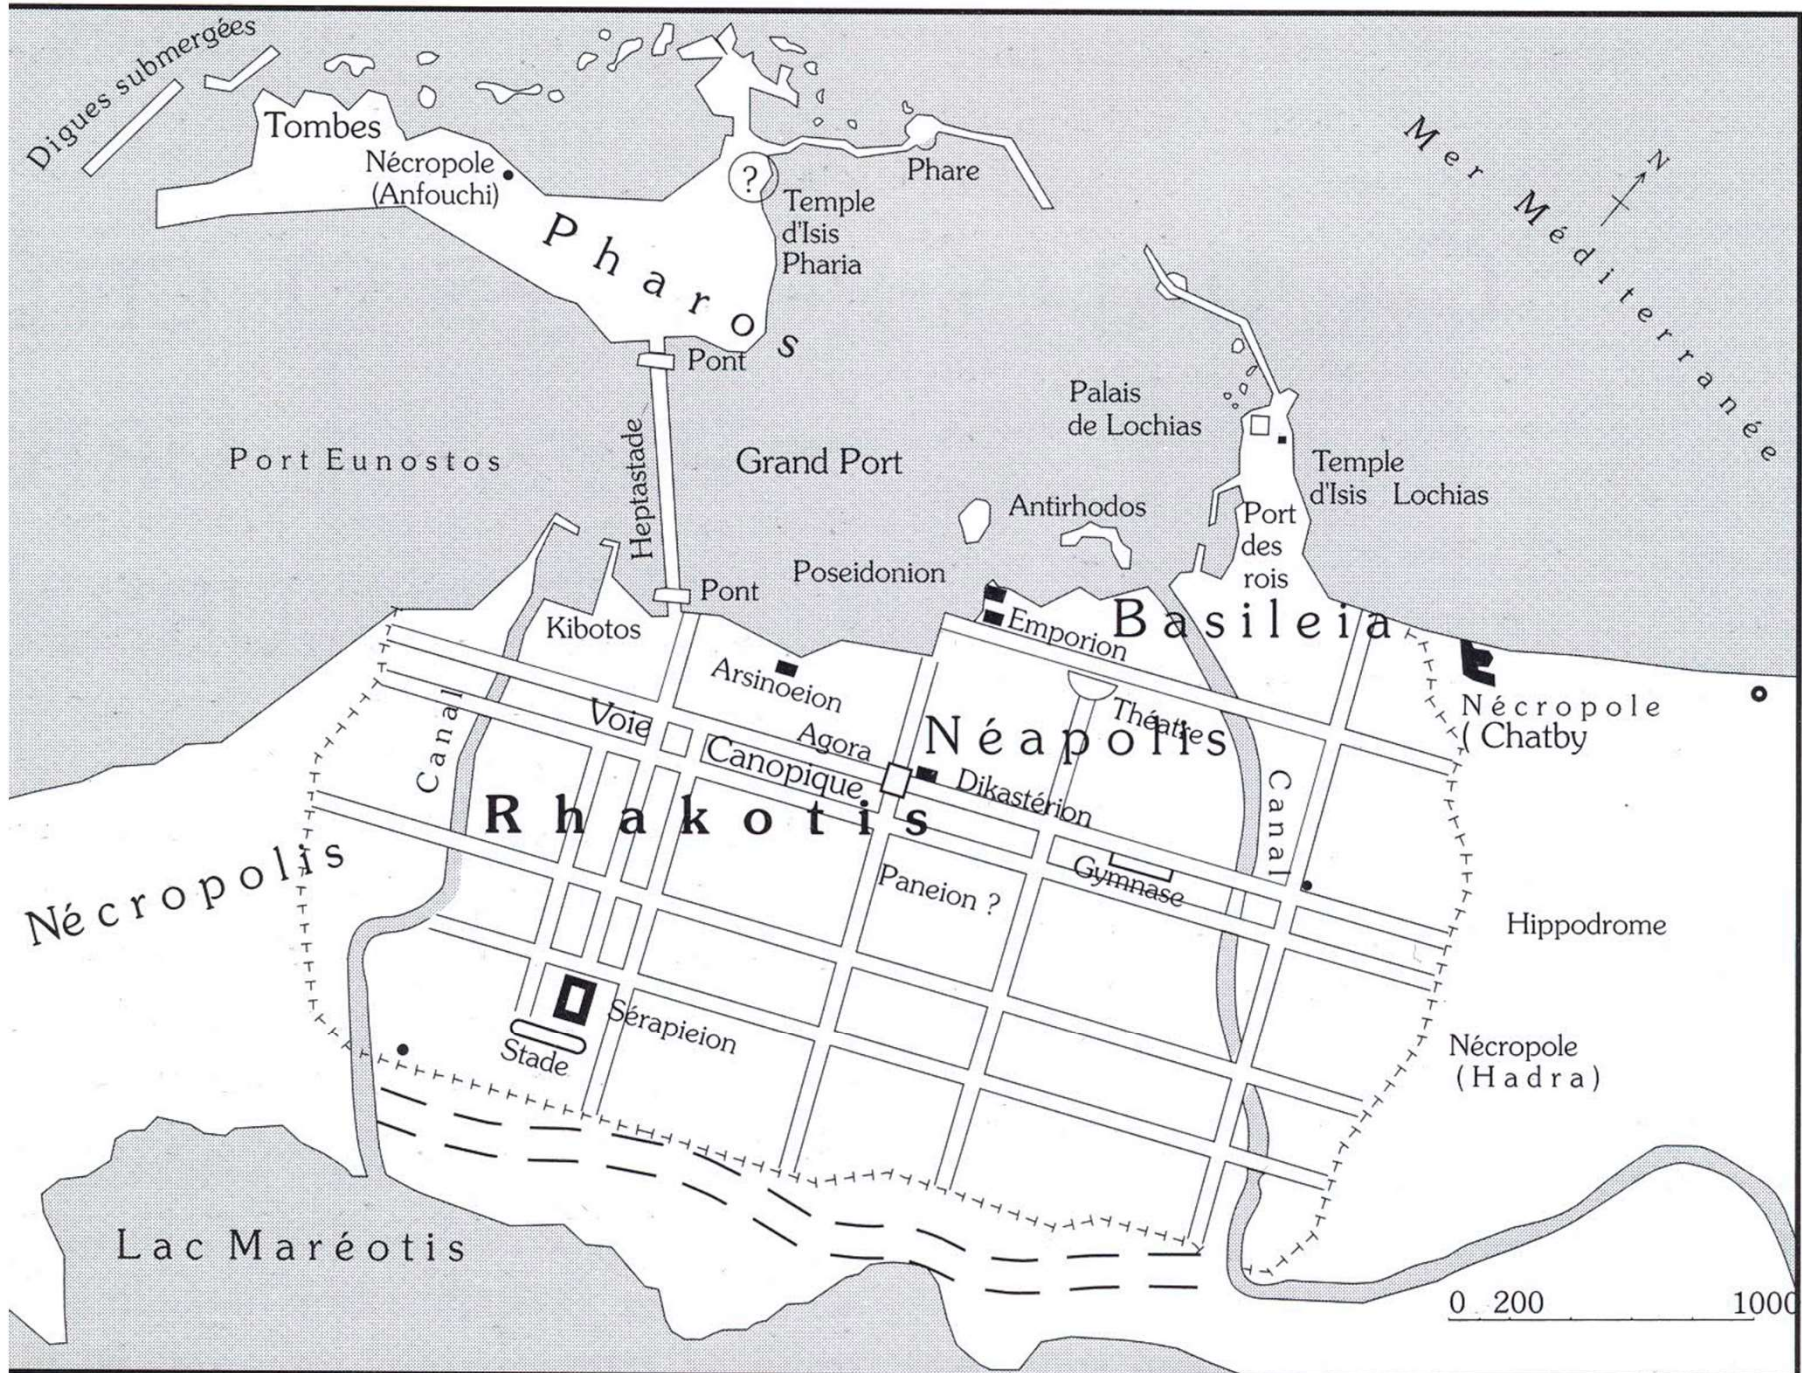 Digues submergées
Tombes
Nécropole
(Anfouchi)
Pharos
?
Temple
d'Isis
Pharia
Phare
Mer Méditerranée
N
Pont
Heptastade
Port Eunostos
Grand Port
Palais
de Lochias
Temple
d'Isis Lochias
Antirhodos
Port
des
rois
Poseidonion
Pont
Kibotos
Emporion
Basileia
Arsinoeion
Théatre
Nécropole
( Chatby
Voie
Canopique
Agora
Néapolis
Canal
Dikastérion
Canal
Rhakotis
Gymnase
Paneion ?
Nécropolis
Hippodrome
Sérapieion
Stade
Nécropole
(Hadra)
Lac Maréotis
0 200 1000